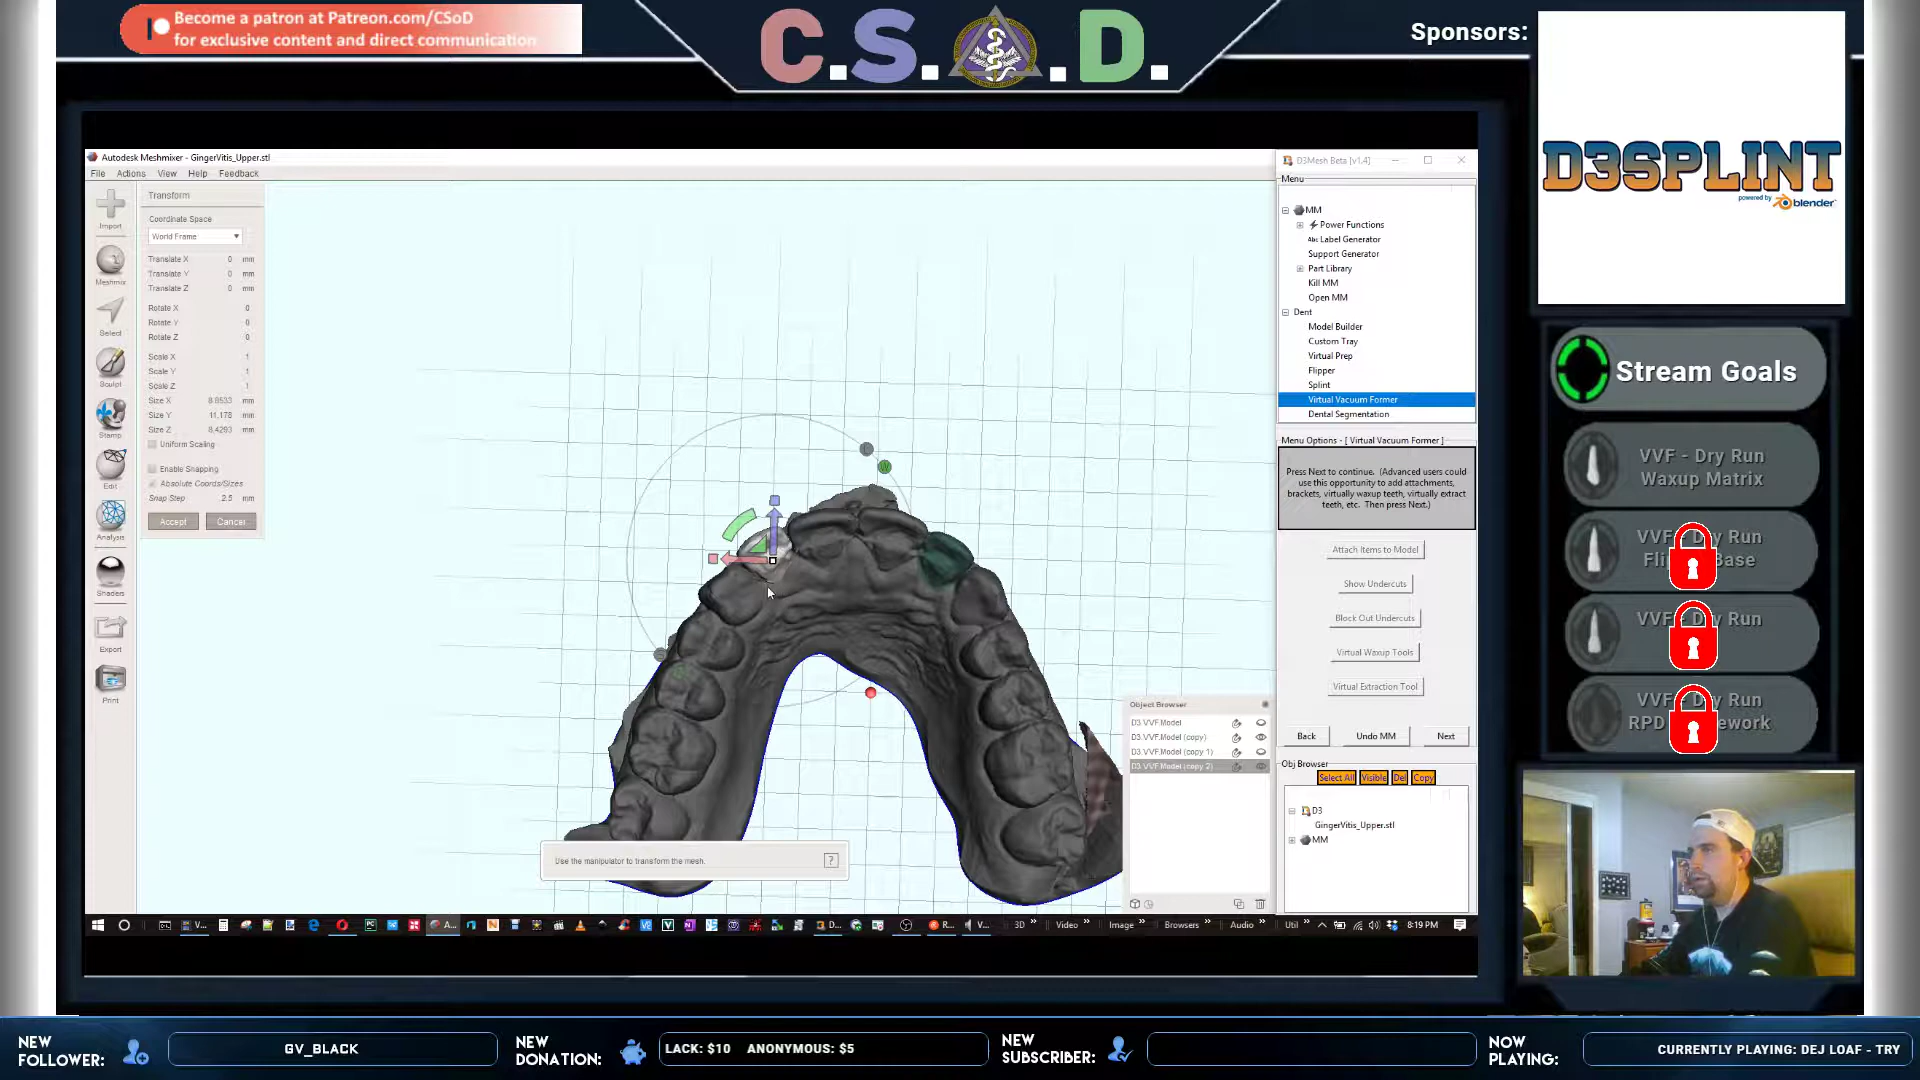 Become a patron at Patreon.com/CSoD
for exclusive content and direct communication
C.S.O.D.
Sponsors:
D3SPLINT
powered by blender
Autodesk Meshmixer - GingerVitis_Upper.stl
File Actions View Help Feedback
Import
Meshmix
Select
Sculpt
Stamp
Edit
Analysis
Shaders
Export
Print
Transform
Coordinate Space
World Frame
Translate X 0 mm
Translate Y 0 mm
Translate Z 0 mm
Rotate X 0
Rotate Y 0
Rotate Z 0
Scale X 1
Scale Y 1
Scale Z 1
Size X 8.8533 mm
Size Y 11.178 mm
Size Z 8.4293 mm
Uniform Scaling
Enable Snapping
Absolute Coords/Sizes
Snap Step 2.5 mm
Accept Cancel
W
Use the manipulator to transform the mesh.
?
Object Browser
D3.VVF.Model
D3.VVF.Model (copy)
D3.VVF.Model (copy 1)
D3.VVF.Model (copy 2)
D3Mesh Beta [v1.4]
Menu
MM
Power Functions
Abc Label Generator
Support Generator
Part Library
Kill MM
Open MM
Dent
Model Builder
Custom Tray
Virtual Prep
Flipper
Splint
Virtual Vacuum Former
Dental Segmentation
Menu Options - [ Virtual Vacuum Former ]
Press Next to continue. (Advanced users could
use this opportunity to add attachments,
brackets, virtually waxup teeth, virtually extract
teeth, etc. Then press Next.)
Attach Items to Model
Show Undercuts
Block Out Undercuts
Virtual Waxup Tools
Virtual Extraction Tool
Back Undo MM Next
Obj Browser
Select All Visible Del Copy
D3
GingerVitis_Upper.stl
MM
V... A... D... R... V... 3D Video Image Browsers Audio Util 8:19 PM
Stream Goals
VVF - Dry Run
Waxup Matrix
VVF - Dry Run
Base
VVF - Dry Run
VVF - Dry Run
RPD
NEW
FOLLOWER:
GV_BLACK
NEW
DONATION:
LACK: $10 ANONYMOUS: $5
NEW
SUBSCRIBER:
NOW
PLAYING:
CURRENTLY PLAYING: DEJ LOAF - TRY